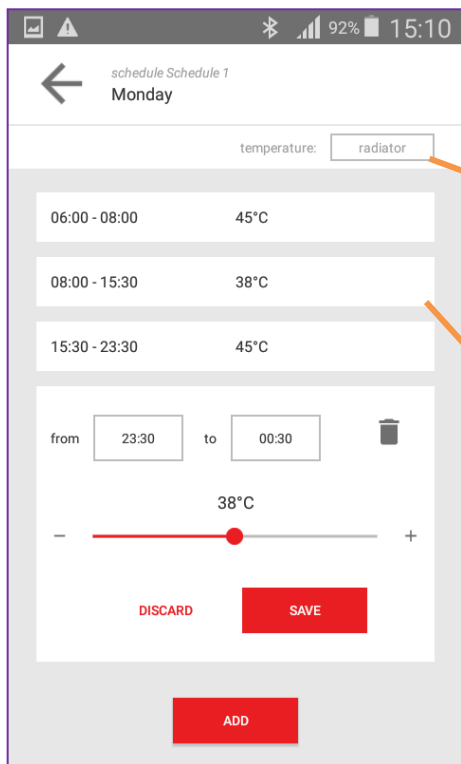 92% 15:10
schedule Schedule 1
Monday
temperature: radiator
06:00 - 08:00 45°C
08:00 - 15:30 38°C
15:30 - 23:30 45°C
from 23:30 to 00:30
38°C
− +
DISCARD SAVE
ADD